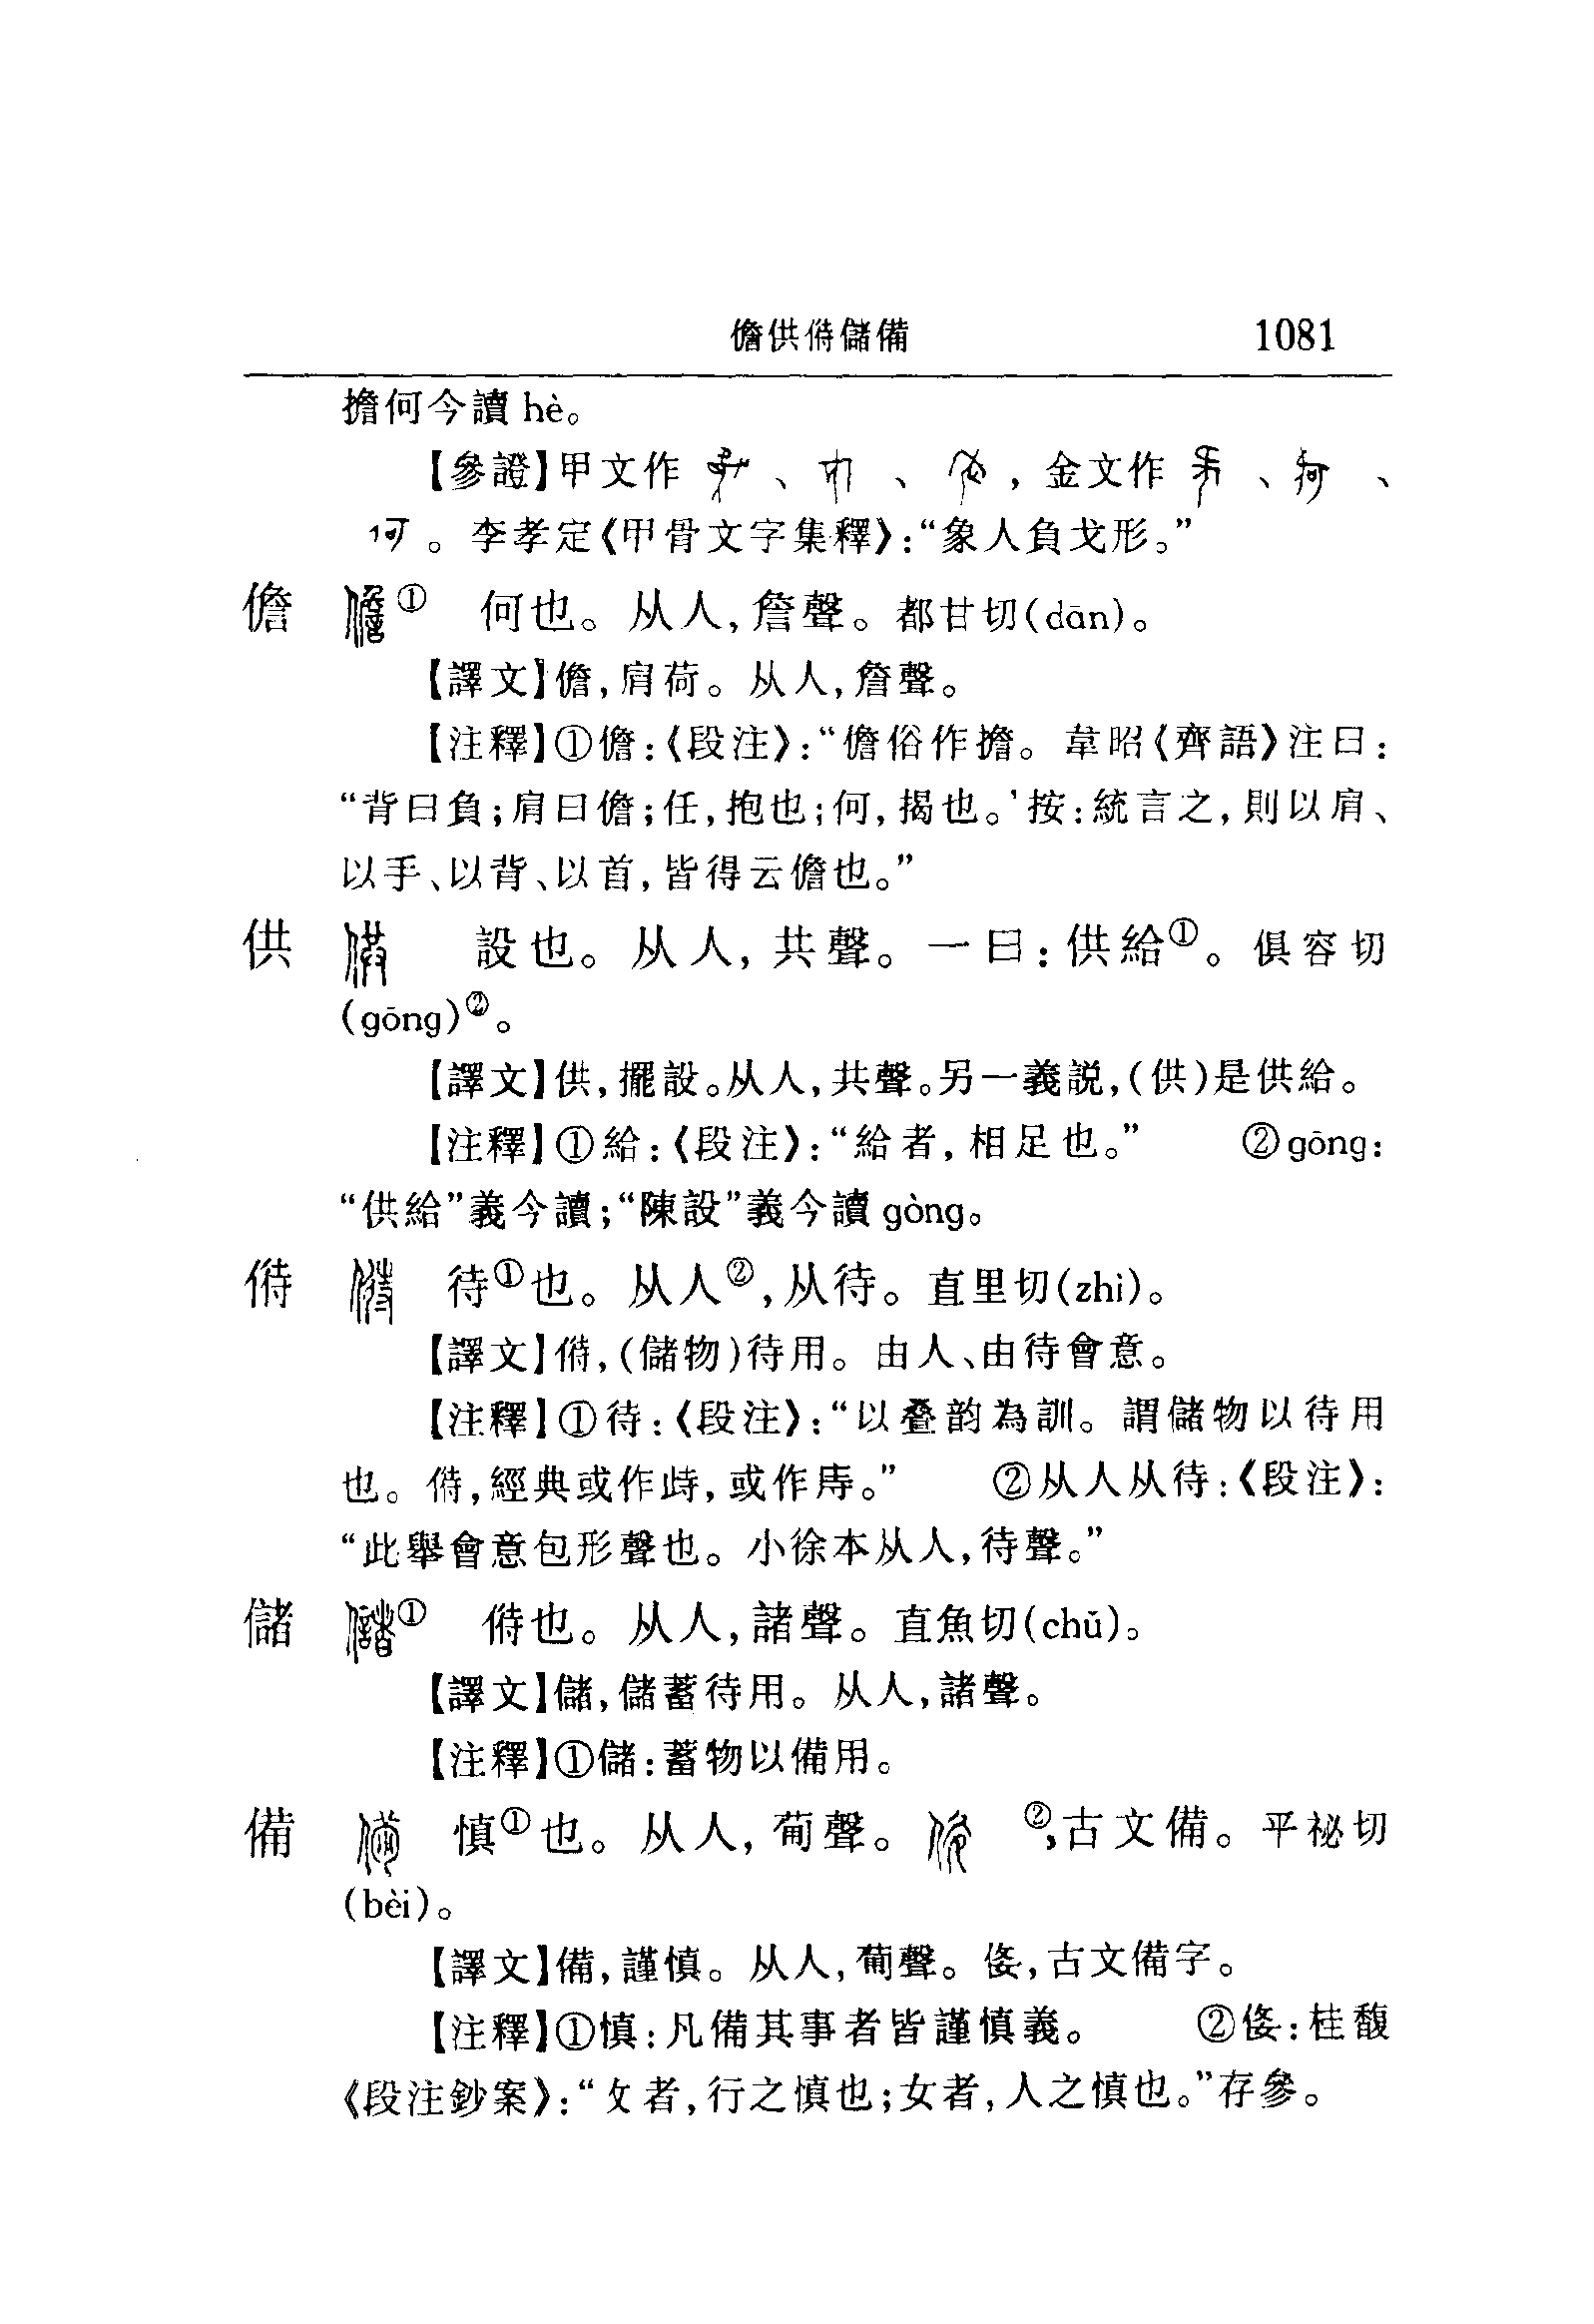 儋供偫儲備 1081
擔何今讀 hè。
【參證】甲文作 、 、 ，金文作 、 、
。李孝定《甲骨文字集釋》：“象人負戈形。”
儋 ① 何也。从人，詹聲。都甘切(dān)。
【譯文】儋，肩荷。从人，詹聲。
【注釋】①儋：《段注》：“儋俗作擔。韋昭《齊語》注曰：
“背曰負；肩曰儋；任，抱也；何，揭也。’按：統言之，則以肩、
以手、以背、以首，皆得云儋也。”
供 設也。从人，共聲。一曰：供給①。俱容切
(gōng)②。
【譯文】供，擺設。从人，共聲。另一義説，(供)是供給。
【注釋】①給：《段注》：“給者，相足也。” ②gōng：
“供給”義今讀；“陳設”義今讀 gòng。
偫 待①也。从人②，从待。直里切(zhì)。
【譯文】偫，(儲物)待用。由人、由待會意。
【注釋】①待：《段注》：“以叠韵為訓。謂儲物以待用
也。偫，經典或作峙，或作庤。” ②从人从待：《段注》：
“此舉會意包形聲也。小徐本从人，待聲。”
儲 ① 偫也。从人，諸聲。直魚切(chǔ)。
【譯文】儲，儲蓄待用。从人，諸聲。
【注釋】①儲：蓄物以備用。
備 慎①也。从人，𤰇聲。 ②，古文備。平祕切
(bèi)。
【譯文】備，謹慎。从人，𤰇聲。㑻，古文備字。
【注釋】①慎：凡備其事者皆謹慎義。 ②㑻：桂馥
《段注鈔案》：“攵者，行之慎也；女者，人之慎也。”存參。